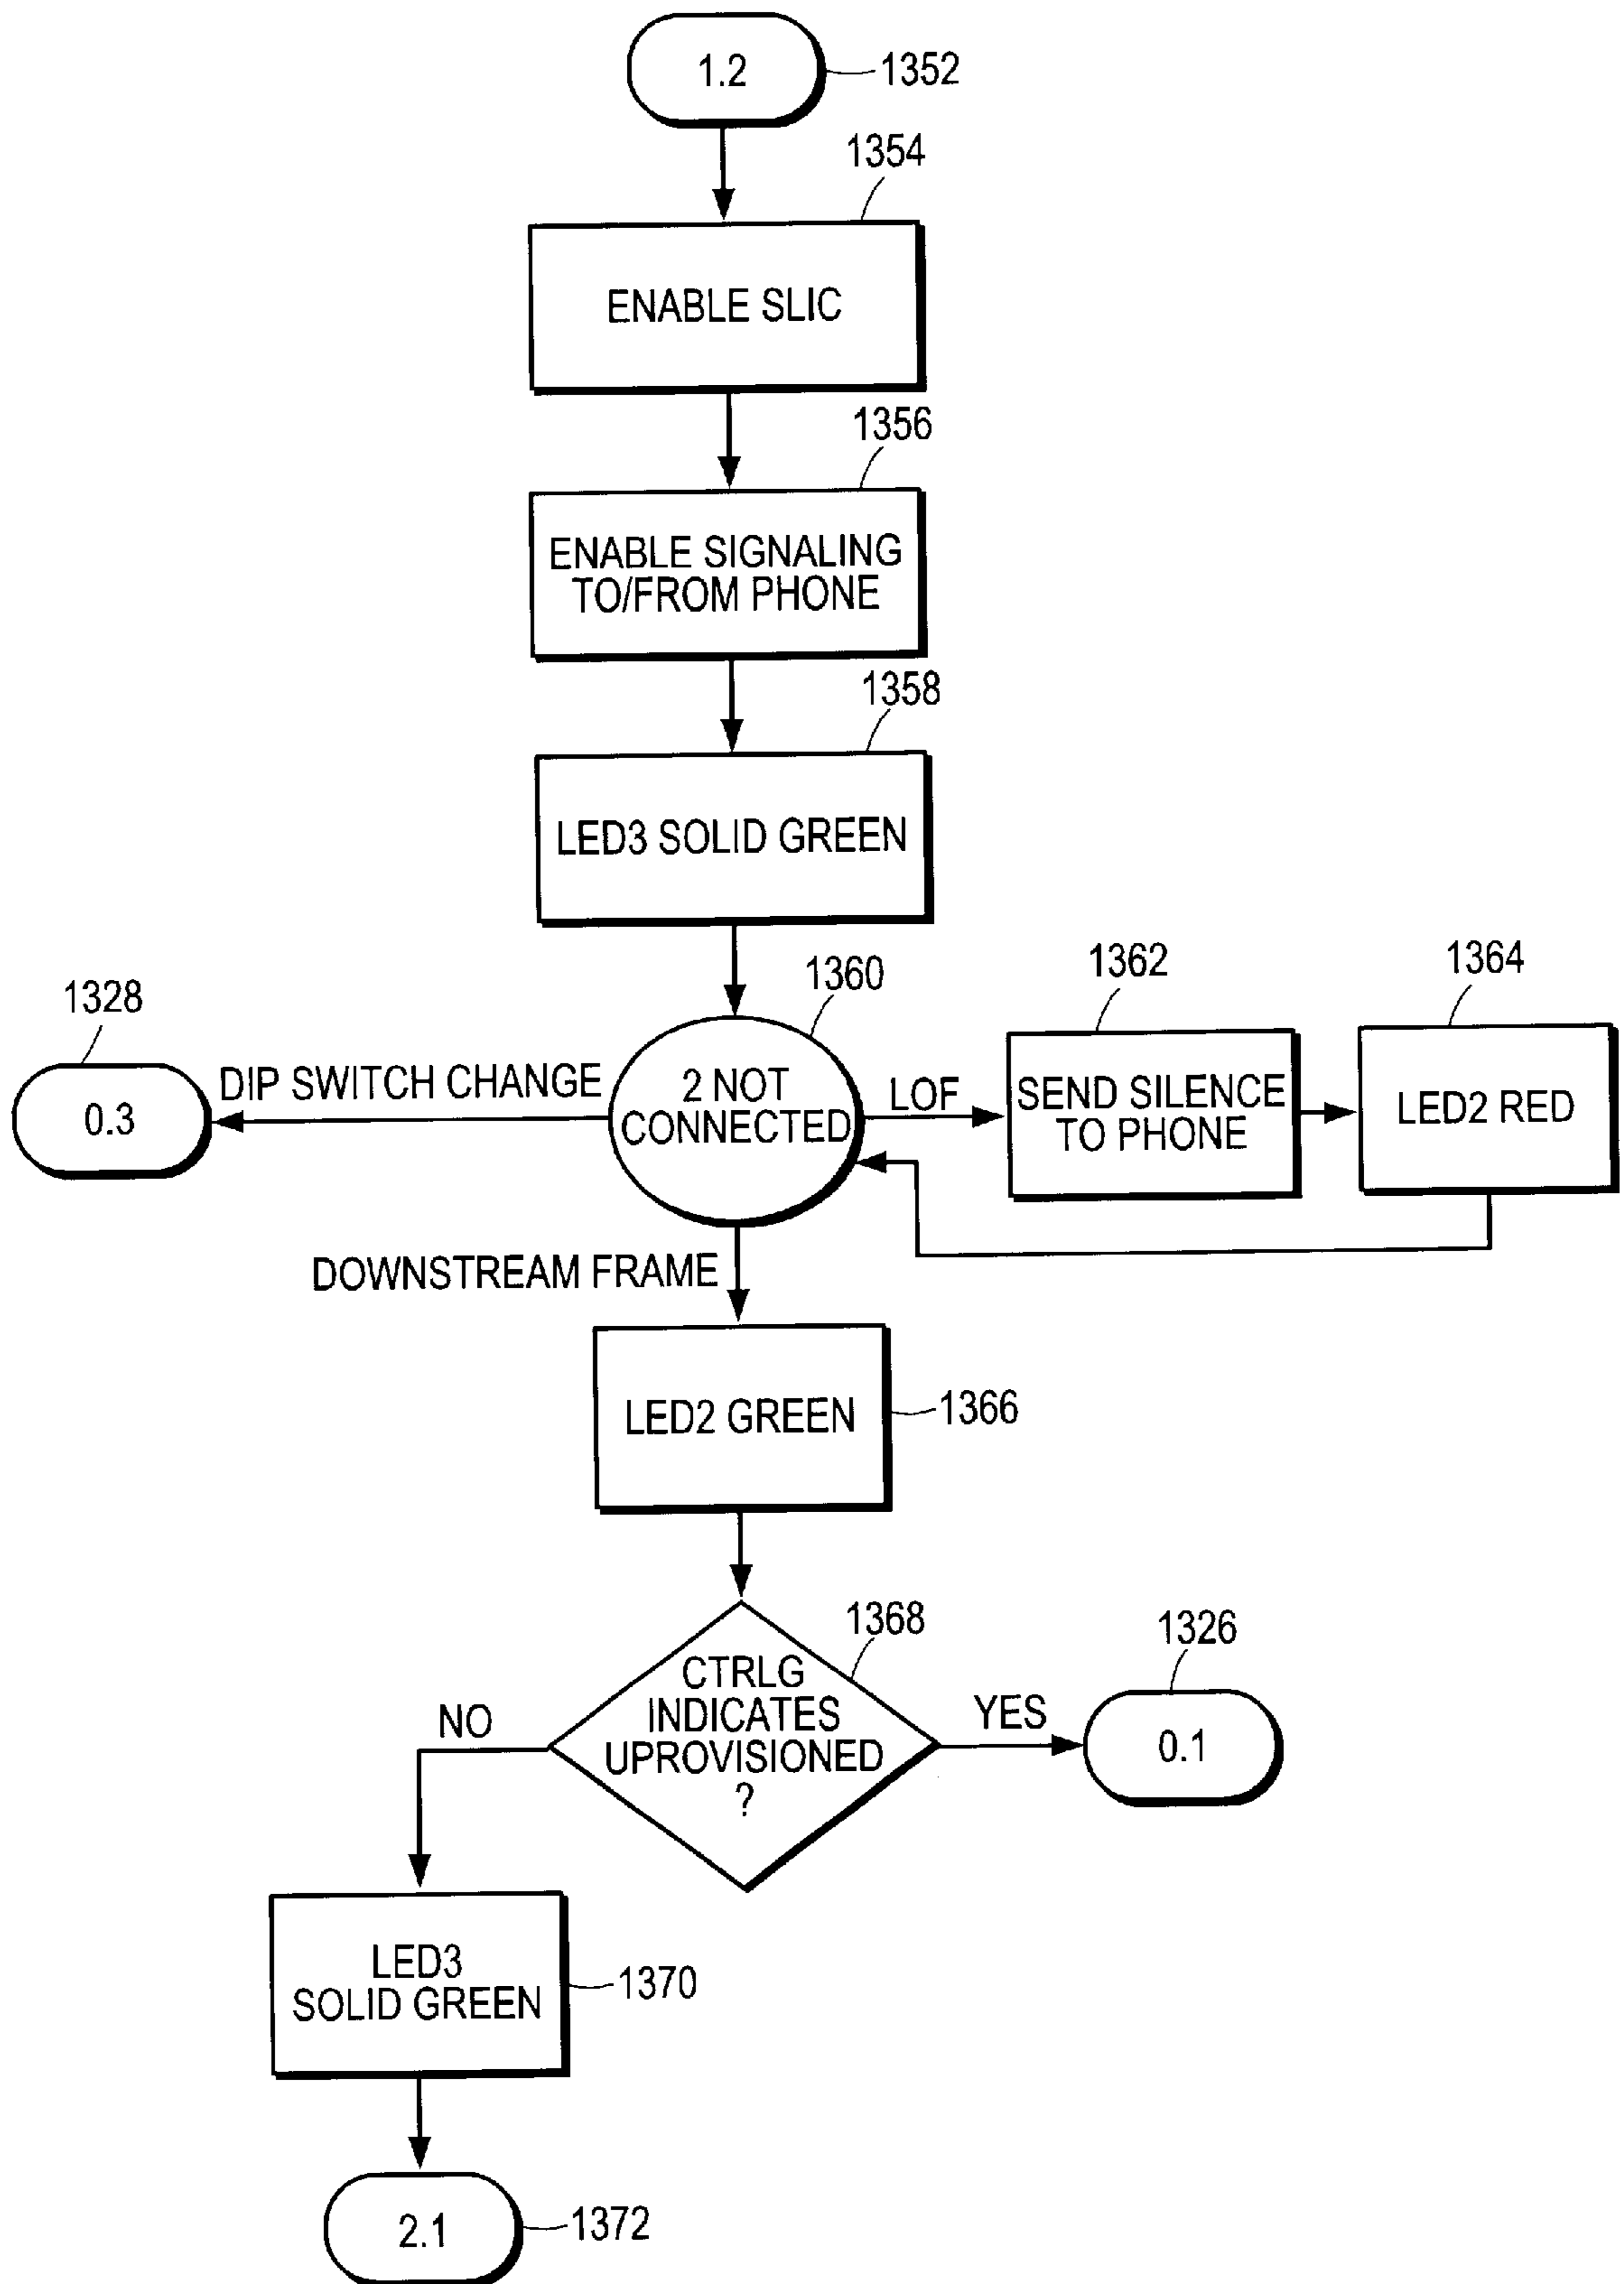 1.2
1352
1354
ENABLE SLIC
1356
ENABLE SIGNALING
TO/FROM PHONE
1358
LED3 SOLID GREEN
1360
1362
1364
1328
0.3
DIP SWITCH CHANGE
2 NOT
CONNECTED
LOF
SEND SILENCE
TO PHONE
LED2 RED
DOWNSTREAM FRAME
LED2 GREEN
1366
1368
1326
CTRLG
INDICATES
UPROVISIONED
?
NO
YES
0.1
LED3
SOLID GREEN
1370
2.1
1372